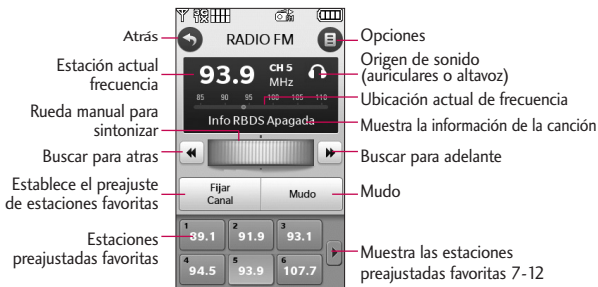 3G
1X
Atrás
RADIO FM
Opciones
Estación actual
frecuencia
93.9
CH 5
MHz
Origen de sonido
(auriculares o altavoz)
85 90 95 100 105 110
Ubicación actual de frecuencia
Rueda manual para
sintonizar
Info RBDS Apagada
Muestra la información de la canción
Buscar para atras
Buscar para adelante
Establece el preajuste
de estaciones favoritas
Fijar
Canal
Mudo
Mudo
Estaciones
preajustadas favoritas
1 89.1
2 91.9
3 93.1
4 94.5
5 93.9
6 107.7
Muestra las estaciones
preajustadas favoritas 7-12